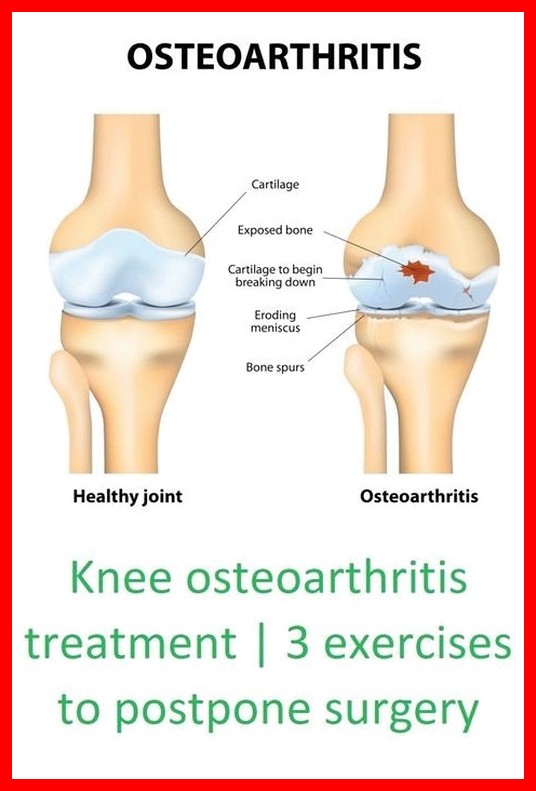 OSTEOARTHRITIS
Cartilage
Exposed bone
Cartilage to begin
breaking down
Eroding
meniscus
Bone spurs
Healthy joint
Osteoarthritis
Knee osteoarthritis
treatment | 3 exercises
to postpone surgery